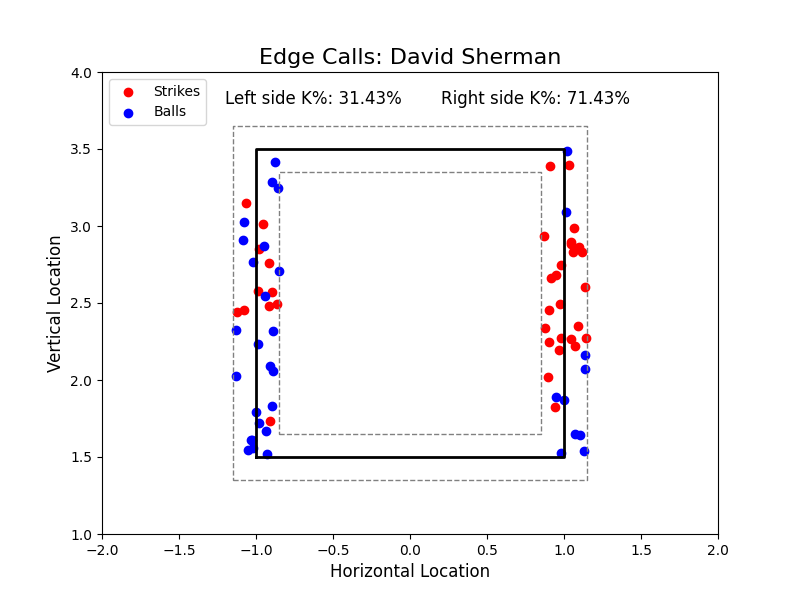 Edge Calls: David Sherman
Strikes
Balls
Left side K%: 31.43%
Right side K%: 71.43%
4.0
3.5
3.0
2.5
2.0
1.5
1.0
Vertical Location
−2.0 −1.5 −1.0 −0.5 0.0 0.5 1.0 1.5 2.0
Horizontal Location